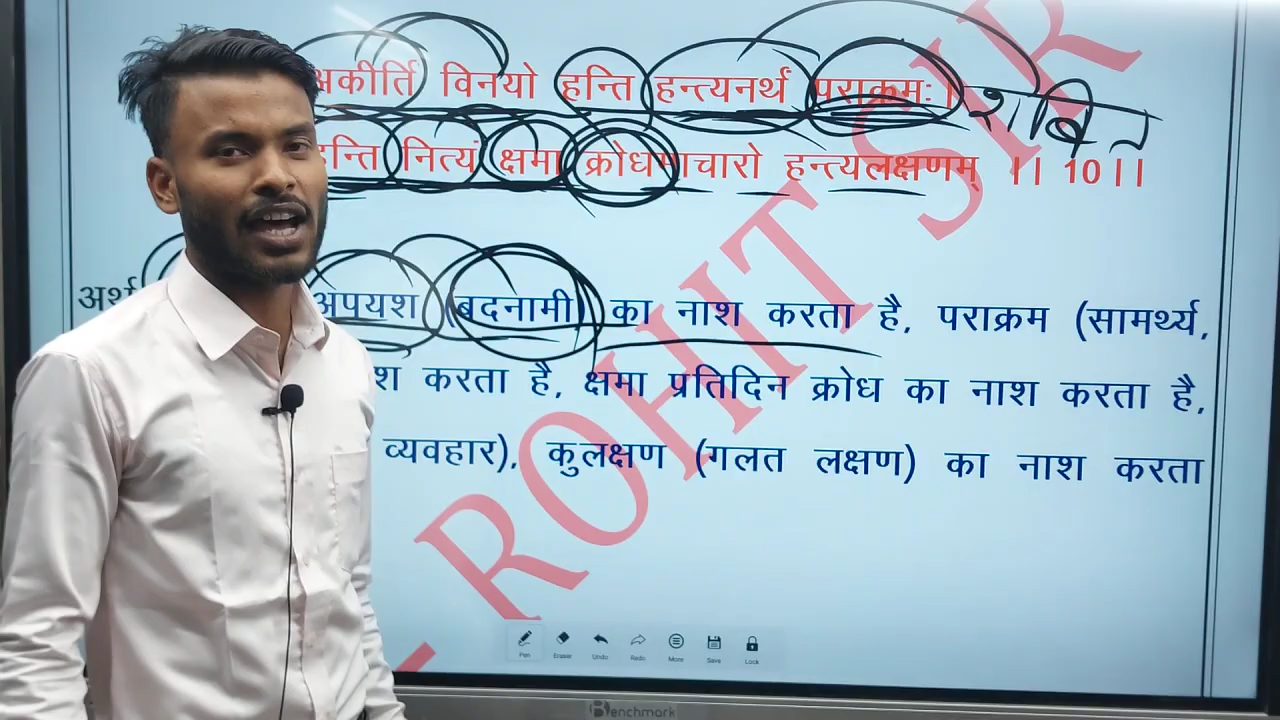 अकीर्ति विनयो हन्ति हन्त्यनर्थं पराक्रमः।
हन्ति नित्यं क्षमा क्रोधमाचारो हन्त्यलक्षणम् ।। 10।।
अर्थ
अपयश (बदनामी) का नाश करता है, पराक्रम (सामर्थ्य,
श करता है, क्षमा प्रतिदिन क्रोध का नाश करता है,
व्यवहार), कुलक्षण (गलत लक्षण) का नाश करता
ROHIT SIR
Pen Eraser Undo Redo More Save Lock
Benchmark